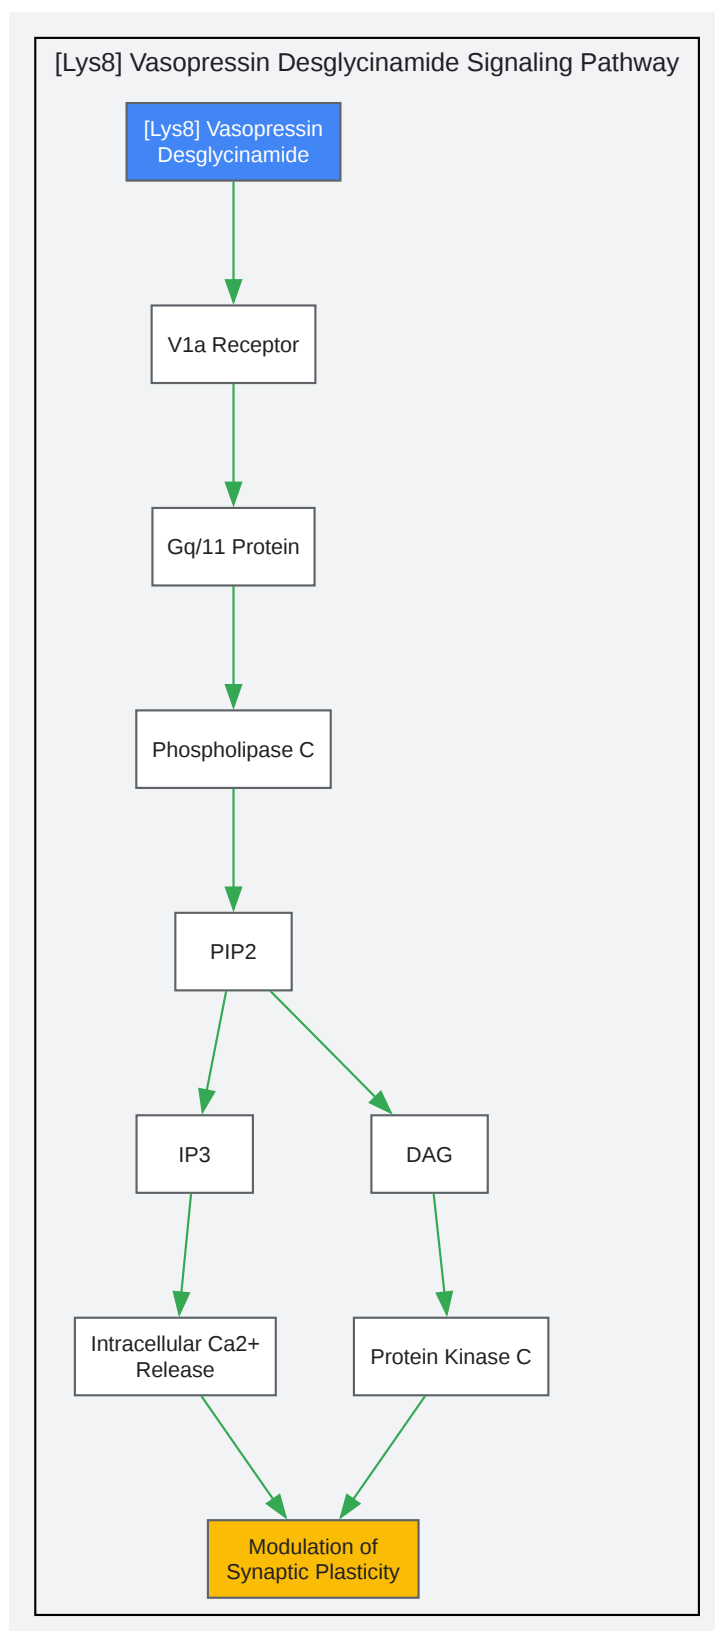 [Lys8] Vasopressin Desglycinamide Signaling Pathway
[Lys8] Vasopressin
Desglycinamide
V1a Receptor
Gq/11 Protein
Phospholipase C
PIP2
IP3
DAG
Intracellular Ca2+
Release
Protein Kinase C
Modulation of
Synaptic Plasticity